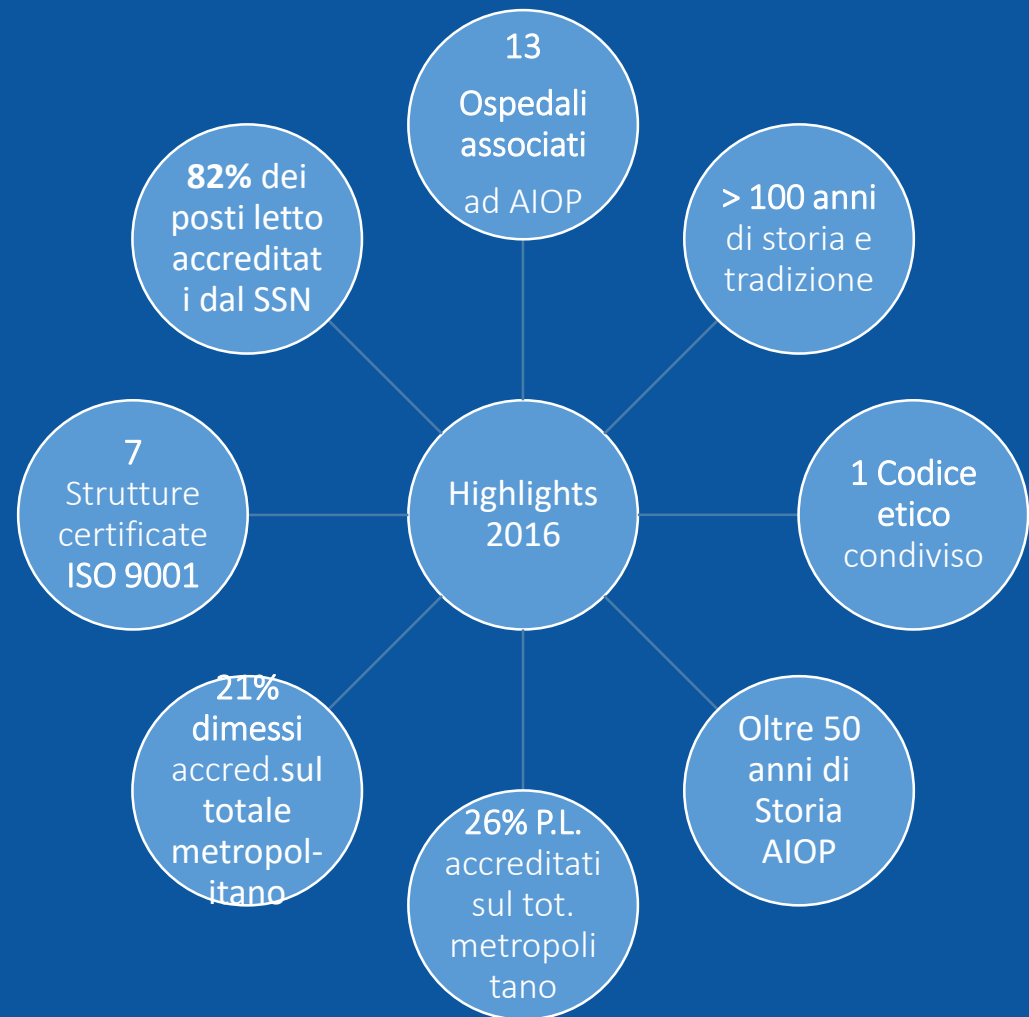 13
Ospedali
associati
ad AIOP
> 100 anni
di storia e
tradizione
1 Codice
etico
condiviso
Oltre 50
anni di
Storia
AIOP
26% P.L.
accreditati
sul tot.
metropoli
tano
21%
dimessi
accred.sul
totale
metropol-
itano
7
Strutture
certificate
ISO 9001
82% dei
posti letto
accreditat
i dal SSN
Highlights
2016